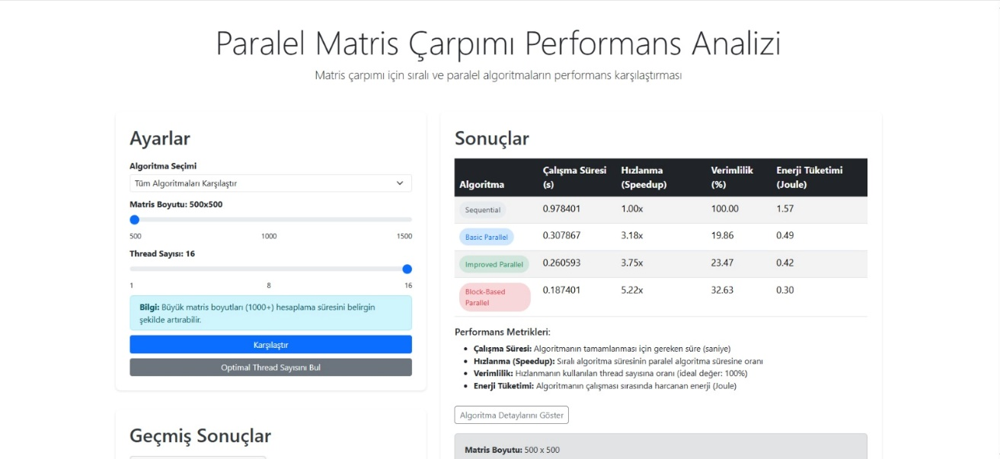 Paralel Matris Çarpımı Performans Analizi
Matris çarpımı için sıralı ve paralel algoritmaların performans karşılaştırması
Ayarlar
Algoritma Seçimi
Tüm Algoritmaları Karşılaştır
Matris Boyutu: 500x500
500 1000 1500
Thread Sayısı: 16
1 8 16
Bilgi: Büyük matris boyutları (1000+) hesaplama süresini belirgin
şekilde artırabilir.
Karşılaştır
Optimal Thread Sayısını Bul
Geçmiş Sonuçlar
Sonuçlar
Çalışma Süresi Hızlanma Verimlilik Enerji Tüketimi
Algoritma (s) (Speedup) (%) (Joule)
Sequential 0.978401 1.00x 100.00 1.57
Basic Parallel 0.307867 3.18x 19.86 0.49
Improved Parallel 0.260593 3.75x 23.47 0.42
Block-Based 0.187401 5.22x 32.63 0.30
Parallel
Performans Metrikleri:
• Çalışma Süresi: Algoritmanın tamamlanması için gereken süre (saniye)
• Hızlanma (Speedup): Sıralı algoritma süresinin paralel algoritma süresine oranı
• Verimlilik: Hızlanmanın kullanılan thread sayısına oranı (ideal değer: 100%)
• Enerji Tüketimi: Algoritmanın çalışması sırasında harcanan enerji (Joule)
Algoritma Detaylarını Göster
Matris Boyutu: 500 x 500